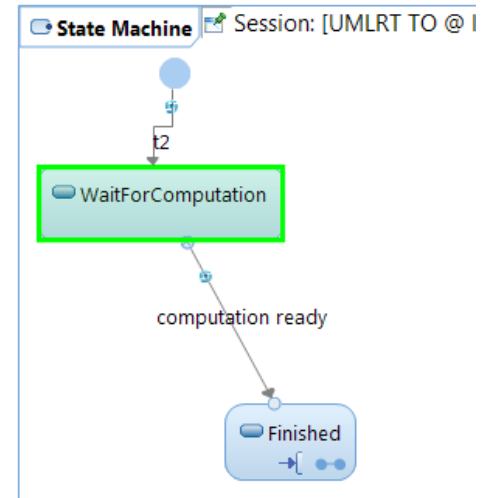 State Machine
Session: [UMLRT TO @
t2
WaitForComputation
computation ready
Finished